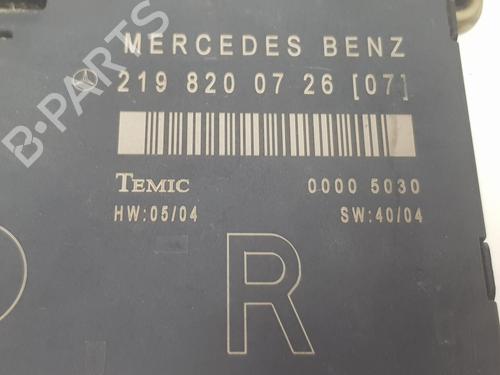 MERCEDES BENZ
219 820 07 26 [07]
TEMIC 0000 5030
HW:05/04 SW:40/04
R
B-PARTS